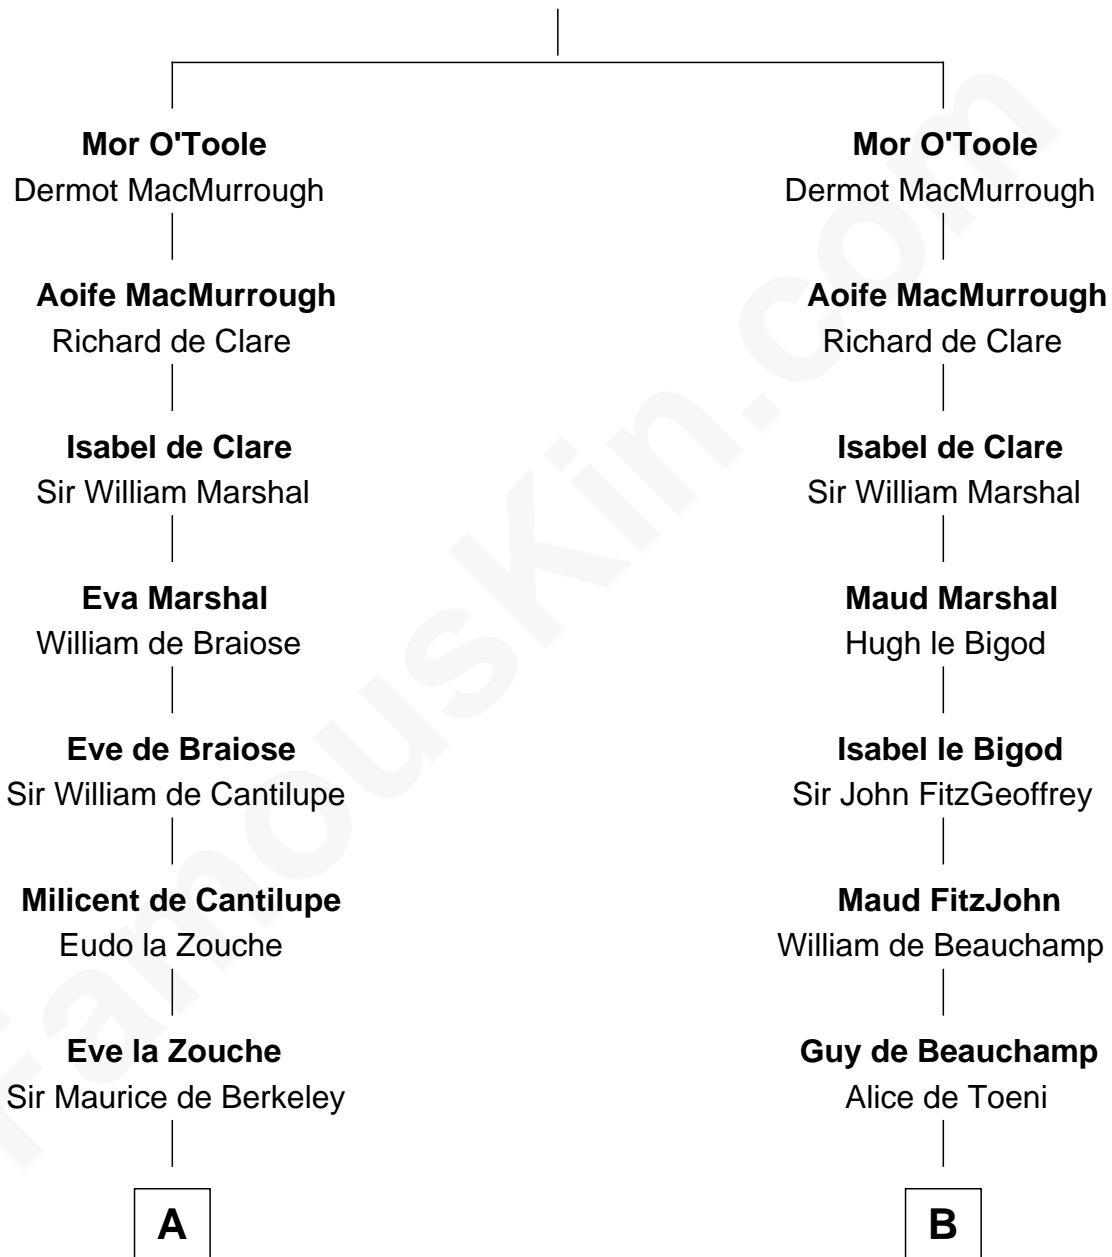 Mor O'Toole
Dermot MacMurrough
Aoife MacMurrough
Richard de Clare
Isabel de Clare
Sir William Marshal
Eva Marshal
William de Braiose
Eve de Braiose
Sir William de Cantilupe
Milicent de Cantilupe
Eudo la Zouche
Eve la Zouche
Sir Maurice de Berkeley
A
Mor O'Toole
Dermot MacMurrough
Aoife MacMurrough
Richard de Clare
Isabel de Clare
Sir William Marshal
Maud Marshal
Hugh le Bigod
Isabel le Bigod
Sir John FitzGeoffrey
Maud FitzJohn
William de Beauchamp
Guy de Beauchamp
Alice de Toeni
B
FamousKin.com